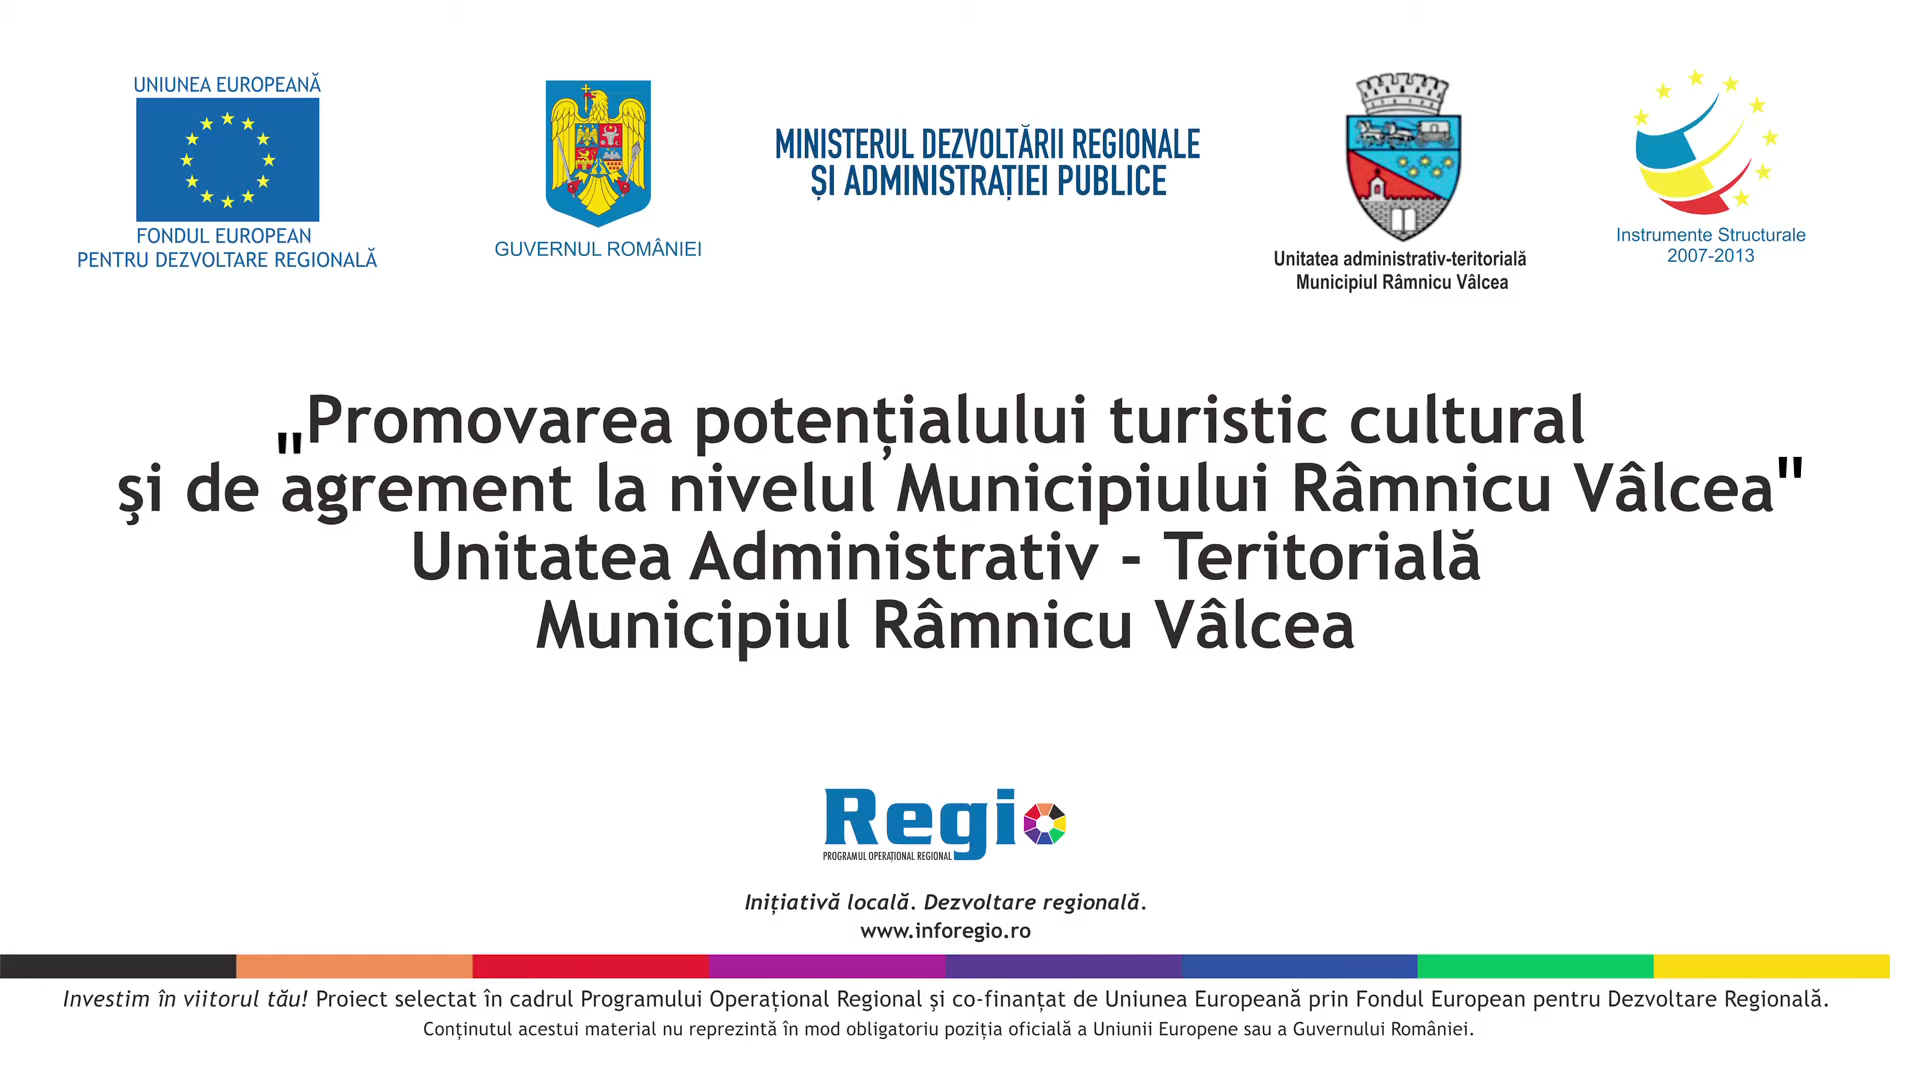 UNIUNEA EUROPEANĂ
FONDUL EUROPEAN
PENTRU DEZVOLTARE REGIONALĂ
GUVERNUL ROMÂNIEI
MINISTERUL DEZVOLTĂRII REGIONALE
ȘI ADMINISTRAȚIEI PUBLICE
Unitatea administrativ-teritorială
Municipiul Râmnicu Vâlcea
Instrumente Structurale
2007-2013
"Promovarea potențialului turistic cultural
și de agrement la nivelul Municipiului Râmnicu Vâlcea"
Unitatea Administrativ - Teritorială
Municipiul Râmnicu Vâlcea
Regio
PROGRAMUL OPERAȚIONAL REGIONAL
Inițiativă locală. Dezvoltare regională.
www.inforegio.ro
Investim în viitorul tău! Proiect selectat în cadrul Programului Operațional Regional și co-finanțat de Uniunea Europeană prin Fondul European pentru Dezvoltare Regională.
Conținutul acestui material nu reprezintă în mod obligatoriu poziția oficială a Uniunii Europene sau a Guvernului României.